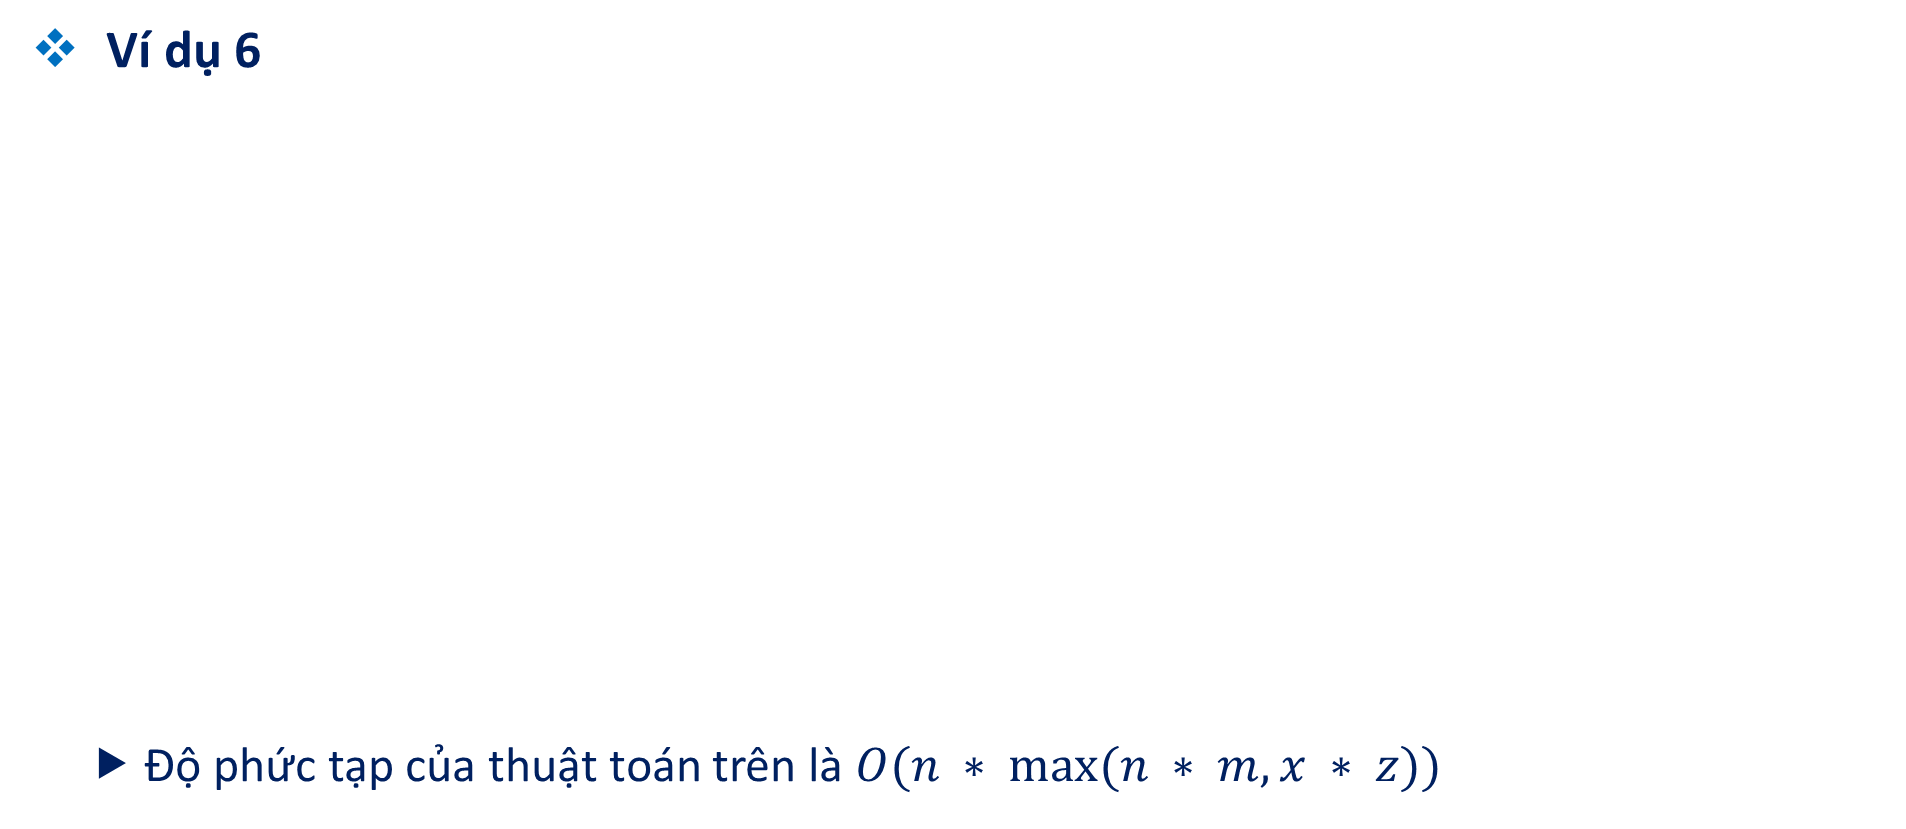 Ví dụ 6
Độ phức tạp của thuật toán trên là O(n * max(n * m, x * z))